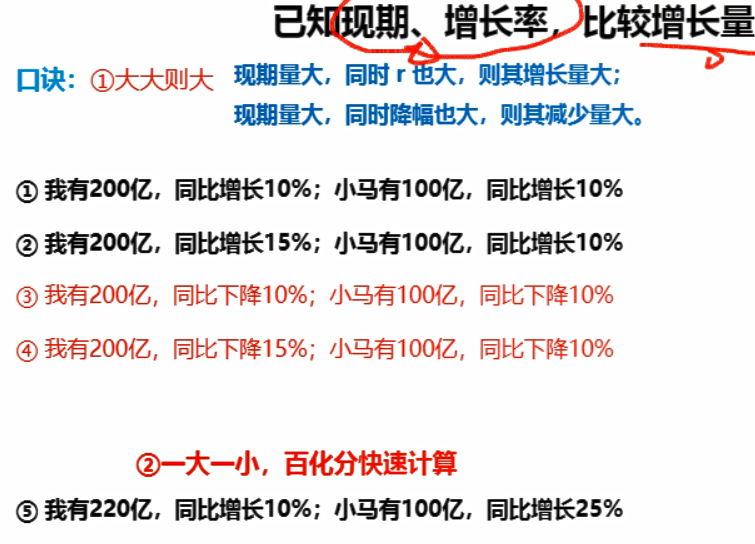 已知现期、增长率，比较增长量
口诀：①大大则大 现期量大，同时 r 也大，则其增长量大；
现期量大，同时降幅也大，则其减少量大。
① 我有200亿，同比增长10%；小马有100亿，同比增长10%
② 我有200亿，同比增长15%；小马有100亿，同比增长10%
③ 我有200亿，同比下降10%；小马有100亿，同比下降10%
④ 我有200亿，同比下降15%；小马有100亿，同比下降10%
②一大一小，百化分快速计算
⑤ 我有220亿，同比增长10%；小马有100亿，同比增长25%